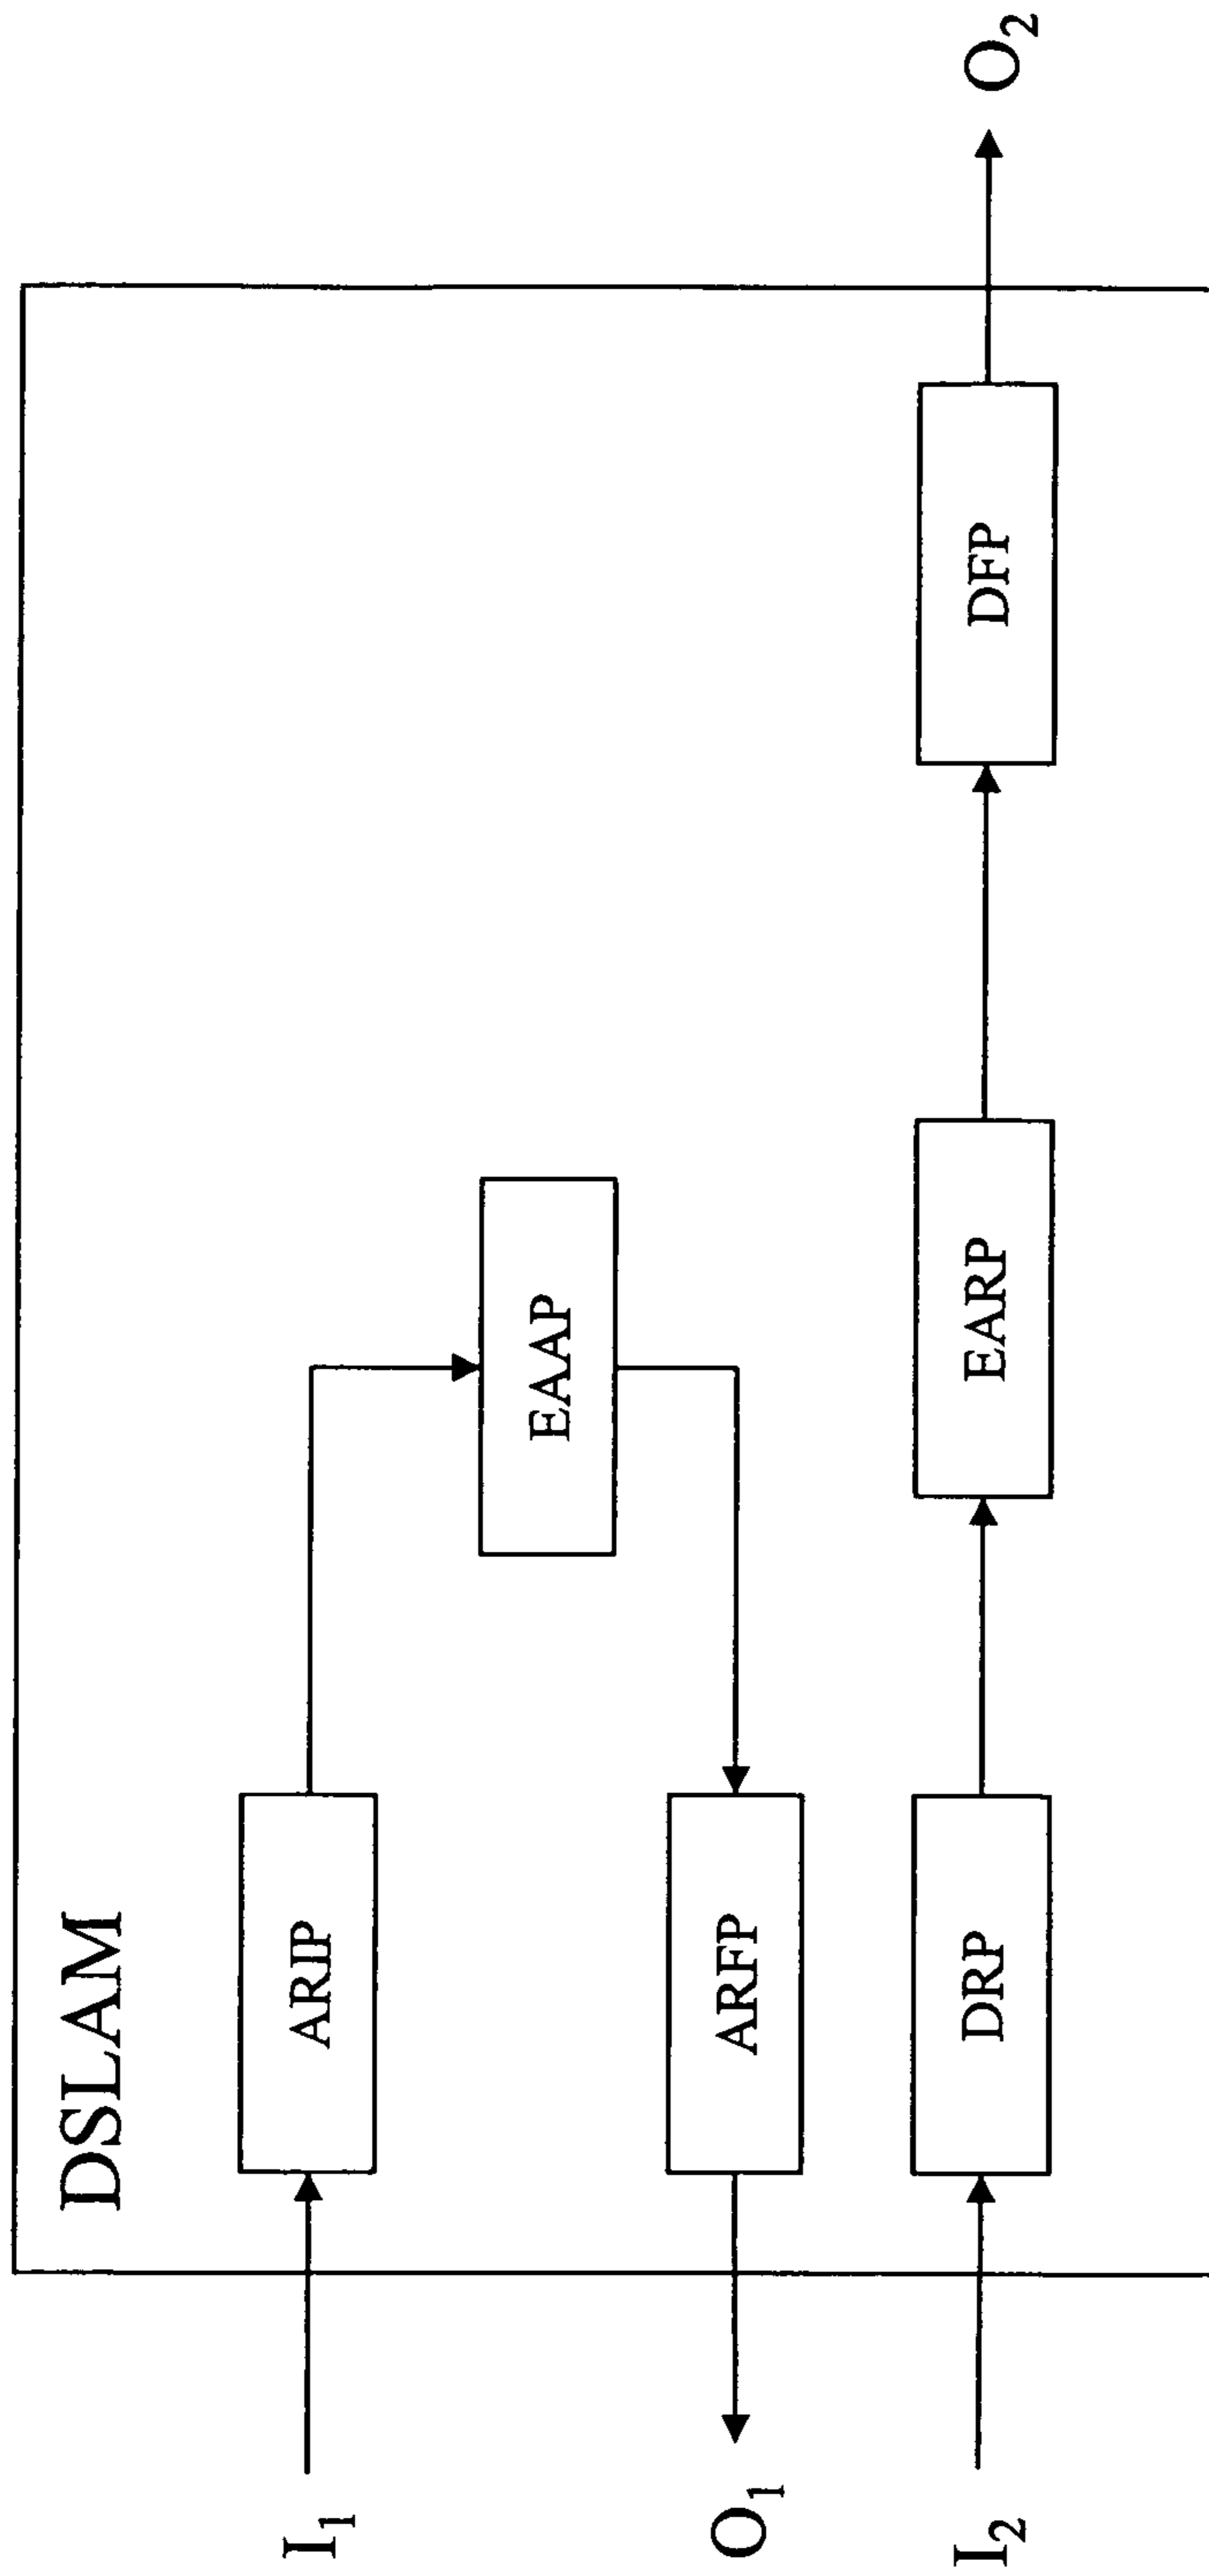 DSLAM
I₁
ARIP
EAAP
O₁
ARFP
I₂
DRP
EARP
DFP
O₂